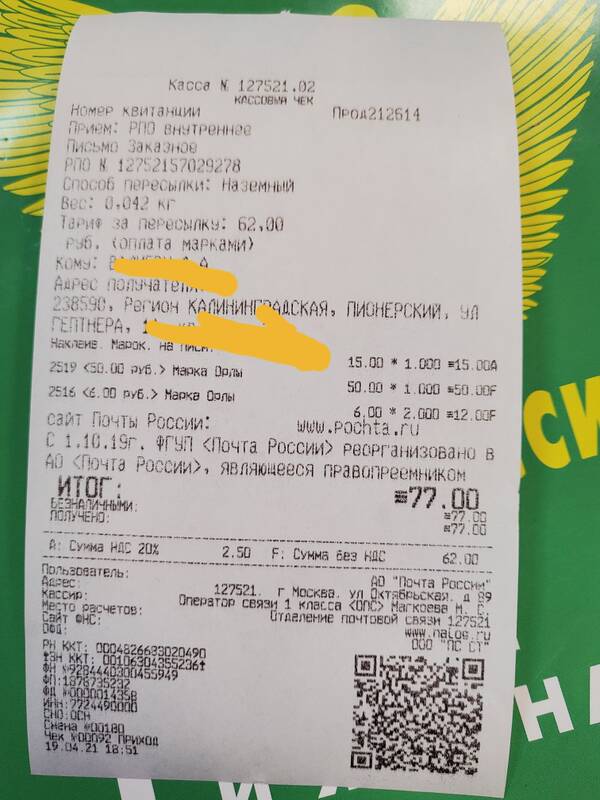 Касса № 127521.02
КАССОВЫЙ ЧЕК
Номер квитанции Прод212614
Прием: РПО внутреннее
Письмо Заказное
РПО № 12752157029278
Способ пересылки: Наземный
Вес: 0,042 кг
Тариф за пересылку: 62,00
руб. (оплата марками)
Кому:
Адрес получателя:
238590, Регион КАЛИНИНГРАДСКАЯ, ПИОНЕРСКИЙ, УЛ
ГЕПТНЕРА,
Наклеив. Марок. на Письм. 15.00 * 1.000 =15.00A
2519 <50.00 руб.> Марка Орлы 50.00 * 1.000 =50.00F
2516 <6.00 руб.> Марка Орлы 6.00 * 2.000 =12.00F
сайт Почты России: www.pochta.ru
С 1.10.19г. ФГУП <Почта России> реорганизовано в
АО <Почта России>, являющееся правопреемником
ИТОГ: =77.00
БЕЗНАЛИЧНЫМИ: =77.00
ПОЛУЧЕНО: =77.00
A: Сумма НДС 20% 2.50 F: Сумма без НДС 62.00
Пользователь: АО "Почта России"
Адрес: 127521, г Москва, ул Октябрьская, д 89
Кассир: Оператор связи 1 класса <ОПС> Магкоева М. С.
Место расчетов: Отделение почтовой связи 127521
Сайт ФНС: www.nalog.ru
ОФД: ООО "ПС СТ"
РН ККТ: 0004826633020490
*ЗН ККТ: 00106304355236*
ФН №9284440300455949
ФП:1878735232
ФД №0000014358
ИНН:7724490000
СНО:ОСН
Смена №00180
Чек №00092 ПРИХОД
19.04.21 18:51